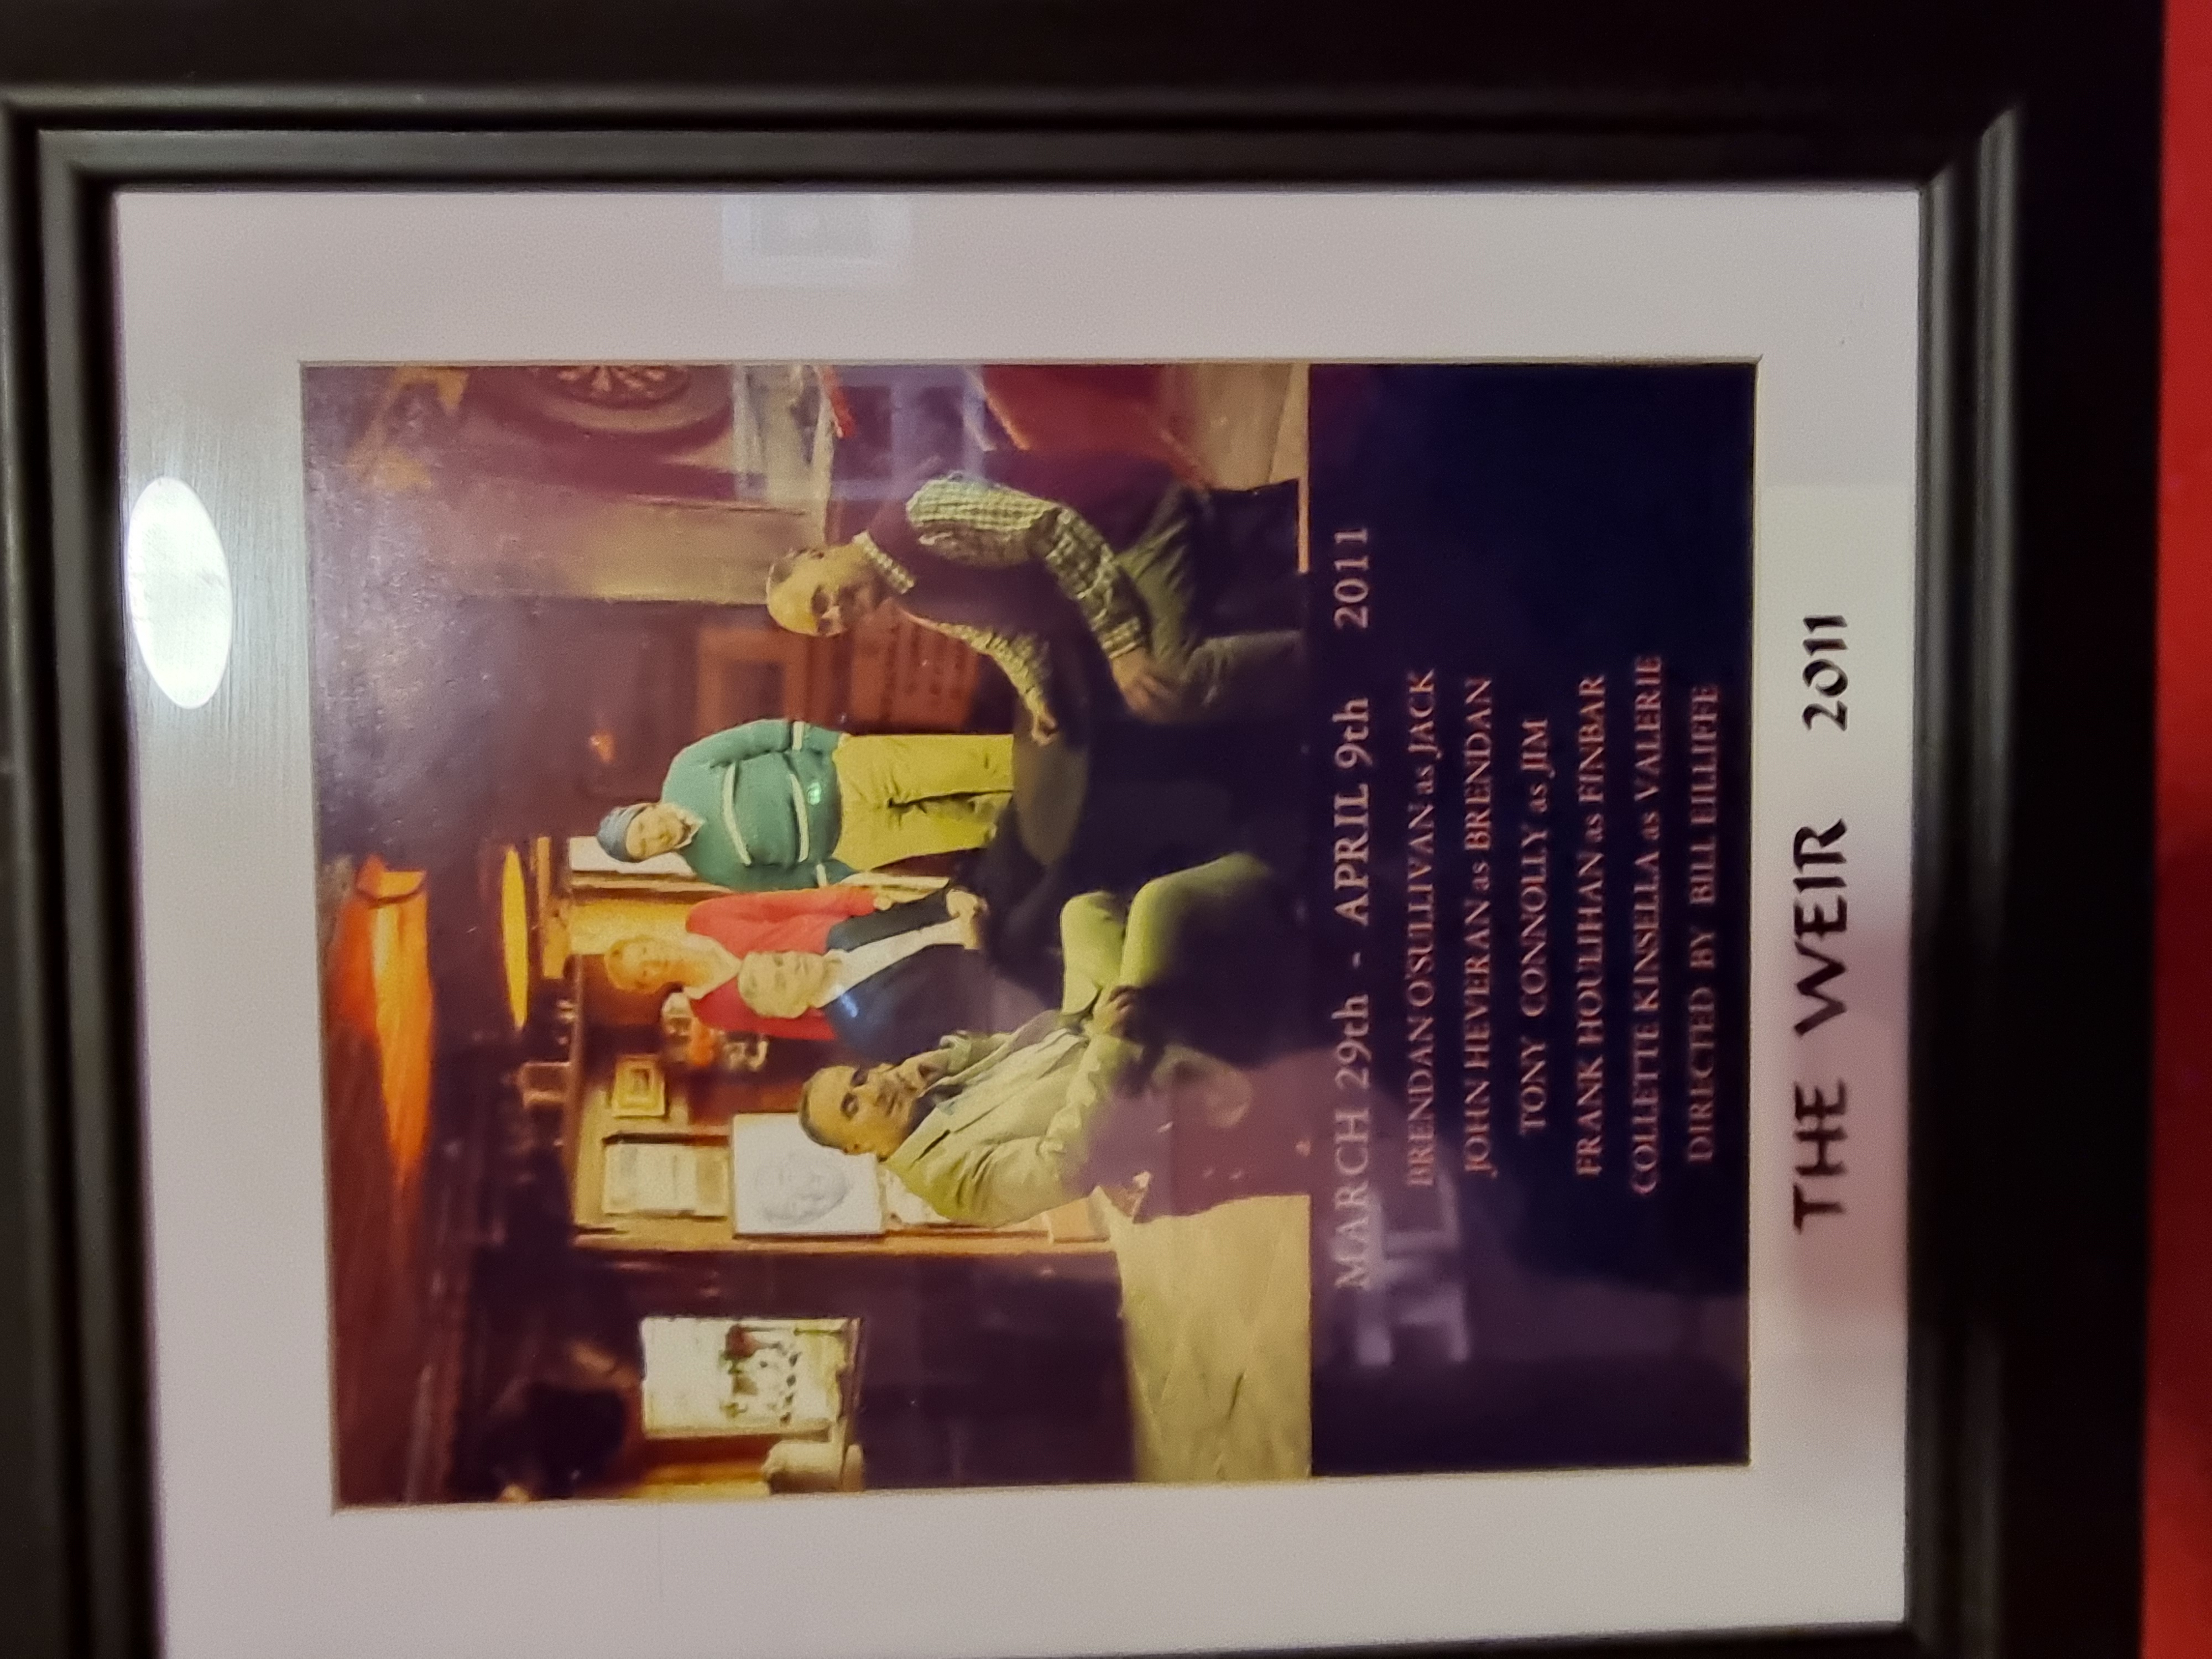 MARCH 29th - APRIL 9th 2011
BRENDAN O'SULLIVAN as JACK
JOHN HEVERAN as BRENDAN
TONY CONNOLLY as JIM
FRANK HOULIHAN as FINBAR
COLLETTE KINSELLA as VALERIE
DIRECTED BY BILL EILLIFFE
THE WEIR 2011